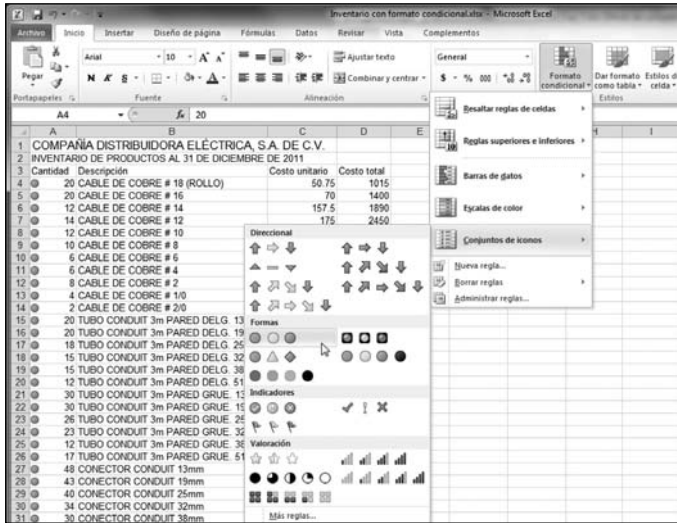 Inventario con formato condicional.xlsx - Microsoft Excel
Archivo Inicio Insertar Diseño de página Fórmulas Datos Revisar Vista Complementos
Pegar
Arial 10
Ajustar texto
General
N K S
Combinar y centrar
$ % 000
Formato condicional
Dar formato como tabla
Estilos de celda
Portapapeles Fuente Alineación Estilos
A4 fx 20
A B C D E H I
1 COMPAÑÍA DISTRIBUIDORA ELÉCTRICA, S.A. DE C.V.
2 INVENTARIO DE PRODUCTOS AL 31 DE DICIEMBRE DE 2011
3 Cantidad Descripción Costo unitario Costo total
4 20 CABLE DE COBRE # 18 (ROLLO) 50.75 1015
5 20 CABLE DE COBRE # 16 70 1400
6 12 CABLE DE COBRE # 14 157.5 1890
7 14 CABLE DE COBRE # 12 175 2450
8 12 CABLE DE COBRE # 10
9 10 CABLE DE COBRE # 8
10 6 CABLE DE COBRE # 6
11 6 CABLE DE COBRE # 4
12 8 CABLE DE COBRE # 2
13 4 CABLE DE COBRE # 1/0
14 2 CABLE DE COBRE # 2/0
15 20 TUBO CONDUIT 3m PARED DELG. 13
16 20 TUBO CONDUIT 3m PARED DELG. 19
17 18 TUBO CONDUIT 3m PARED DELG. 25
18 15 TUBO CONDUIT 3m PARED DELG. 32
19 15 TUBO CONDUIT 3m PARED DELG. 38
20 12 TUBO CONDUIT 3m PARED DELG. 51
21 30 TUBO CONDUIT 3m PARED GRUE. 13
22 30 TUBO CONDUIT 3m PARED GRUE. 19
23 26 TUBO CONDUIT 3m PARED GRUE. 25
24 23 TUBO CONDUIT 3m PARED GRUE. 32
25 12 TUBO CONDUIT 3m PARED GRUE. 38
26 17 TUBO CONDUIT 3m PARED GRUE. 51
27 48 CONECTOR CONDUIT 13mm
28 43 CONECTOR CONDUIT 19mm
29 40 CONECTOR CONDUIT 25mm
30 34 CONECTOR CONDUIT 32mm
31 30 CONECTOR CONDUIT 38mm
Resaltar reglas de celdas
Reglas superiores e inferiores
Barras de datos
Escalas de color
Conjuntos de iconos
Nueva regla...
Borrar reglas
Administrar reglas...
Direccional
Formas
Indicadores
Valoración
Más reglas...